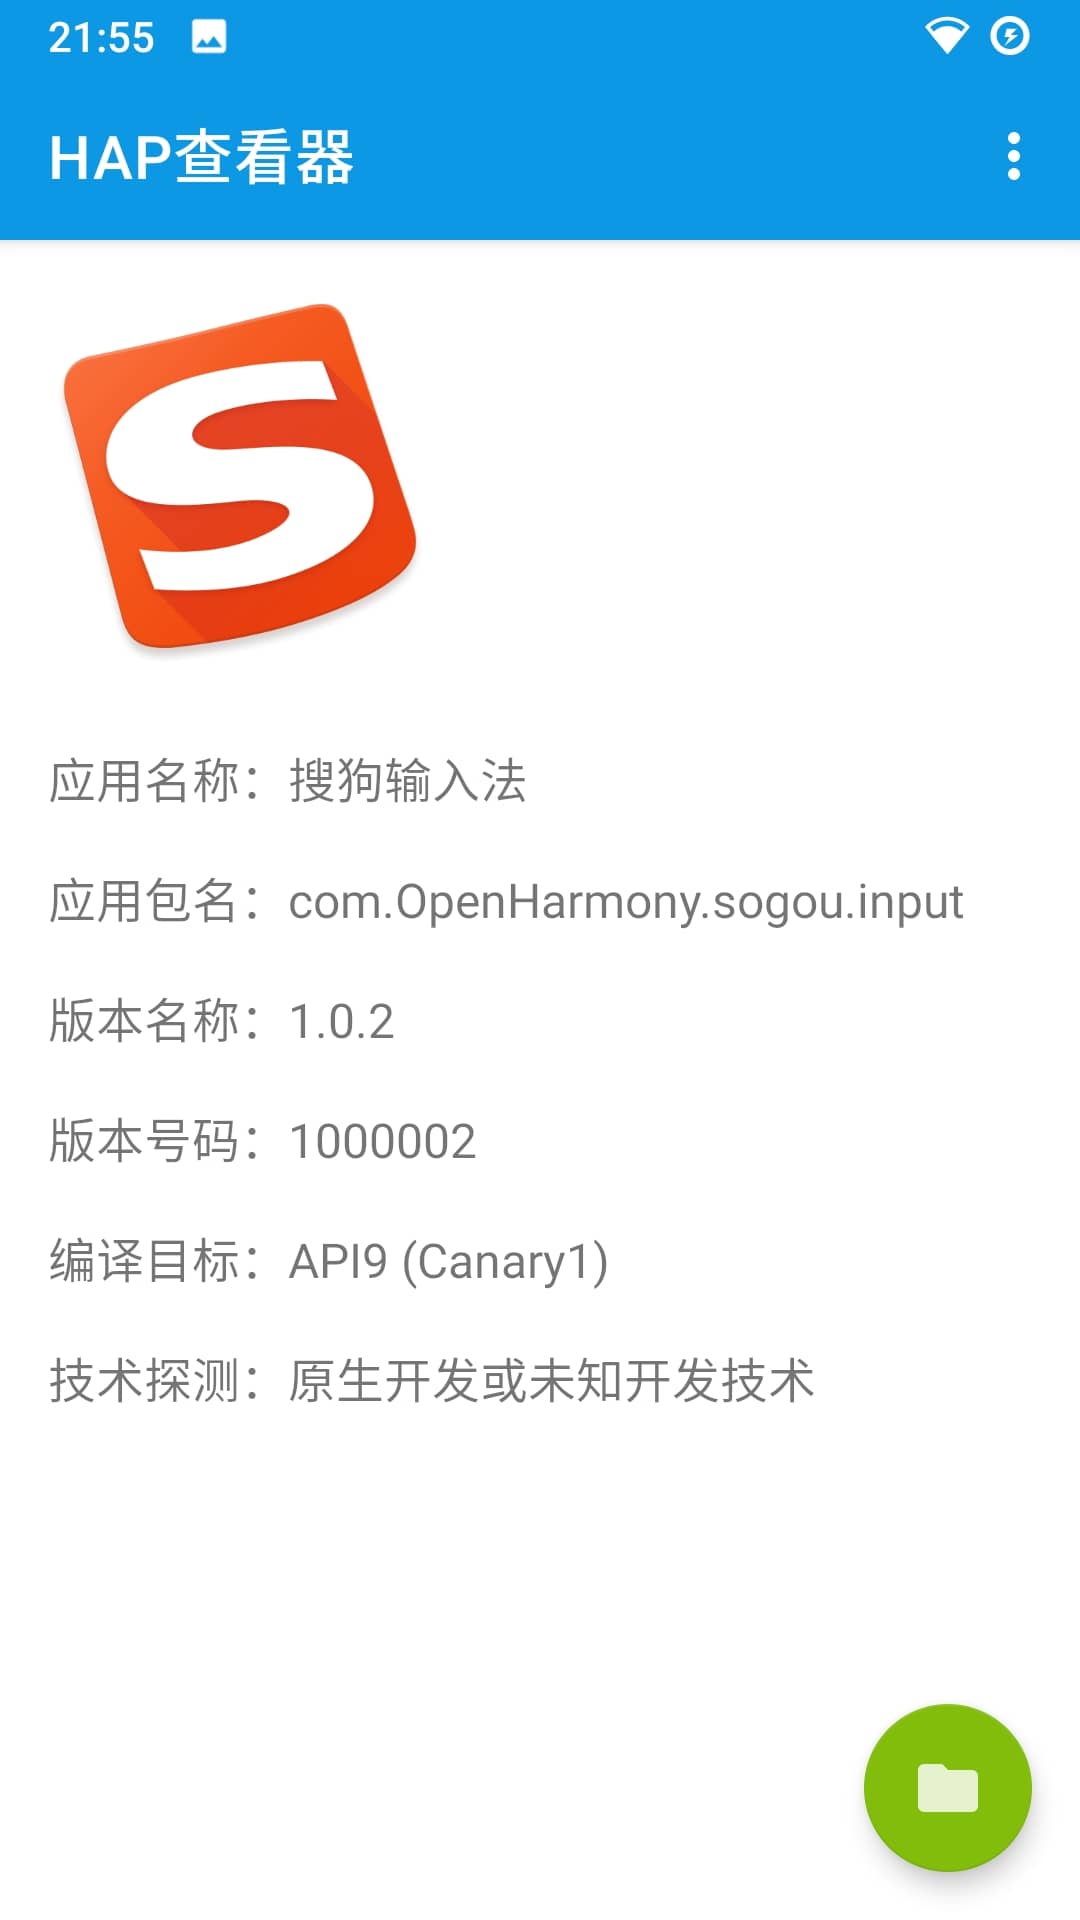 21:55
HAP查看器
S
应用名称：搜狗输入法
应用包名：com.OpenHarmony.sogou.input
版本名称：1.0.2
版本号码：1000002
编译目标：API9 (Canary1)
技术探测：原生开发或未知开发技术